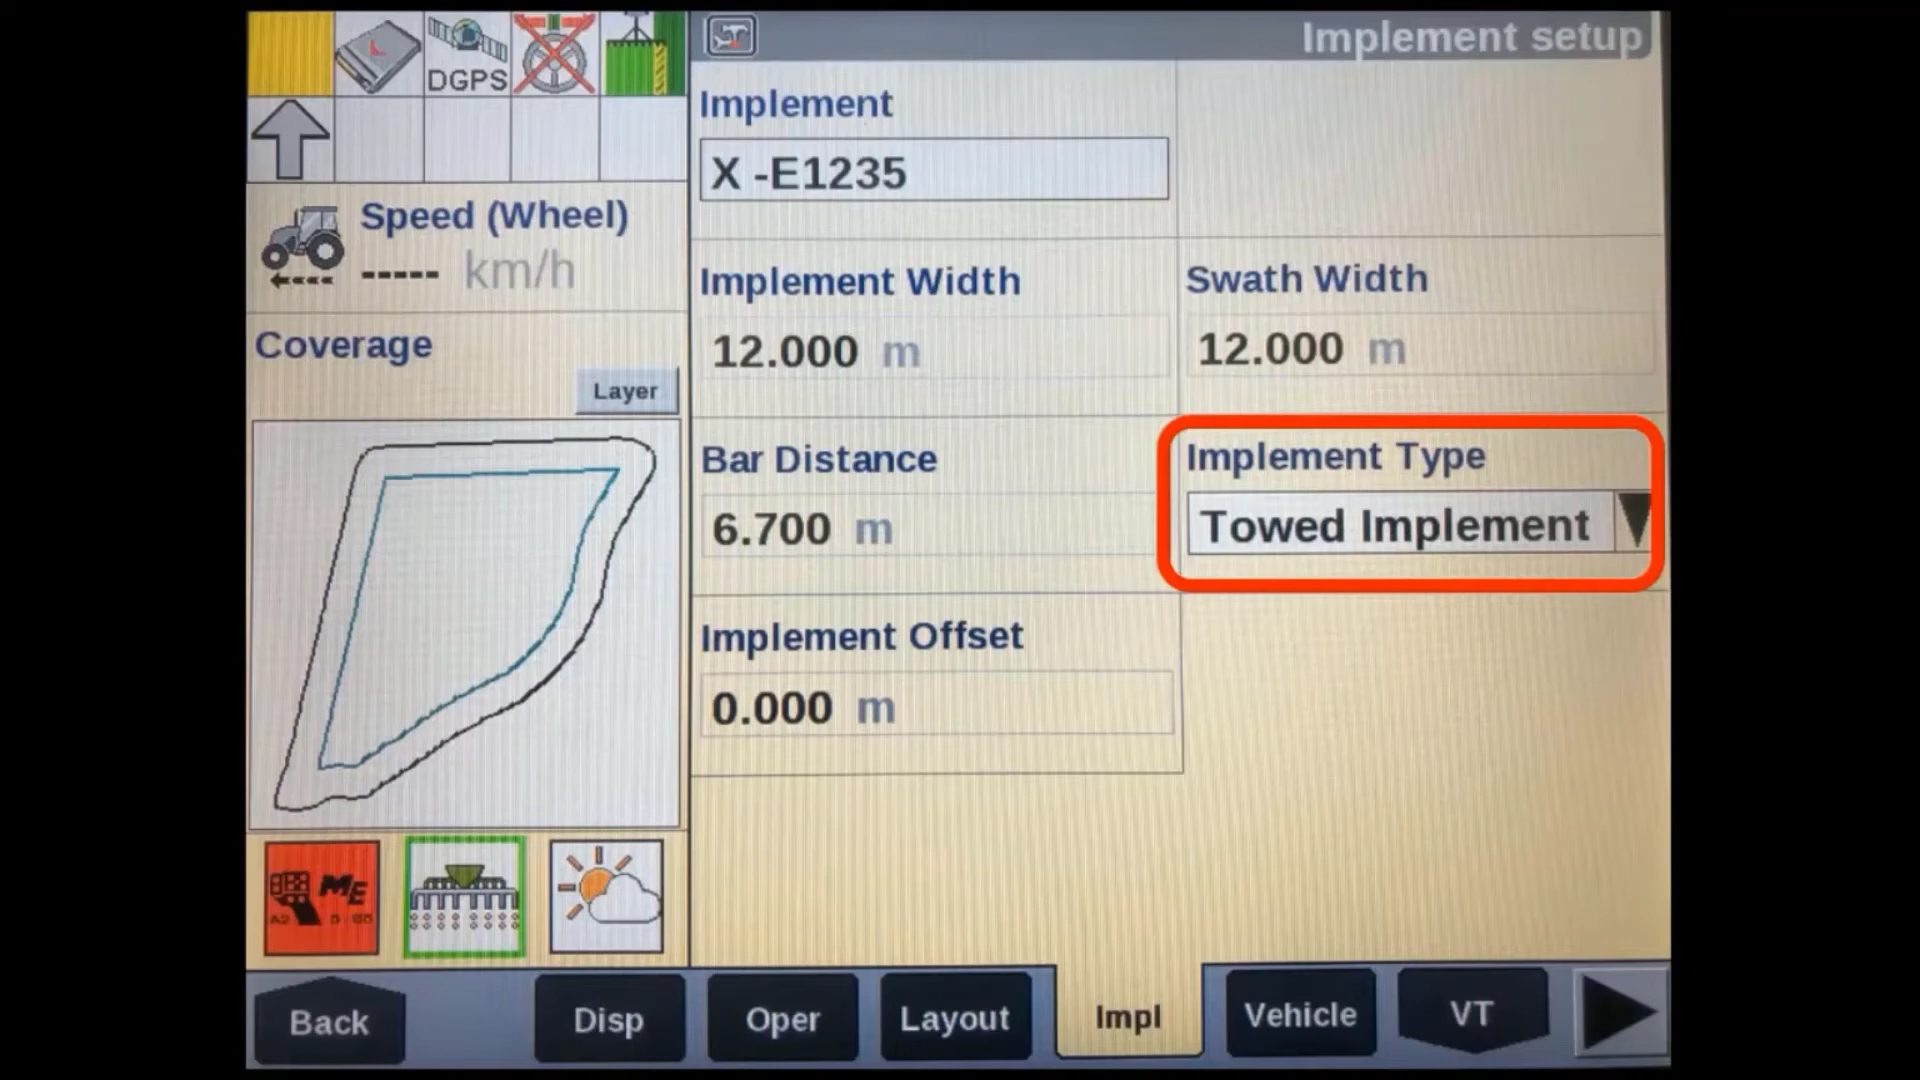 Implement setup
DGPS
Speed (Wheel)
----- km/h
Coverage
Layer
Implement
X -E1235
Implement Width
12.000 m
Swath Width
12.000 m
Bar Distance
6.700 m
Implement Type
Towed Implement
Implement Offset
0.000 m
ME
Back
Disp
Oper
Layout
Impl
Vehicle
VT